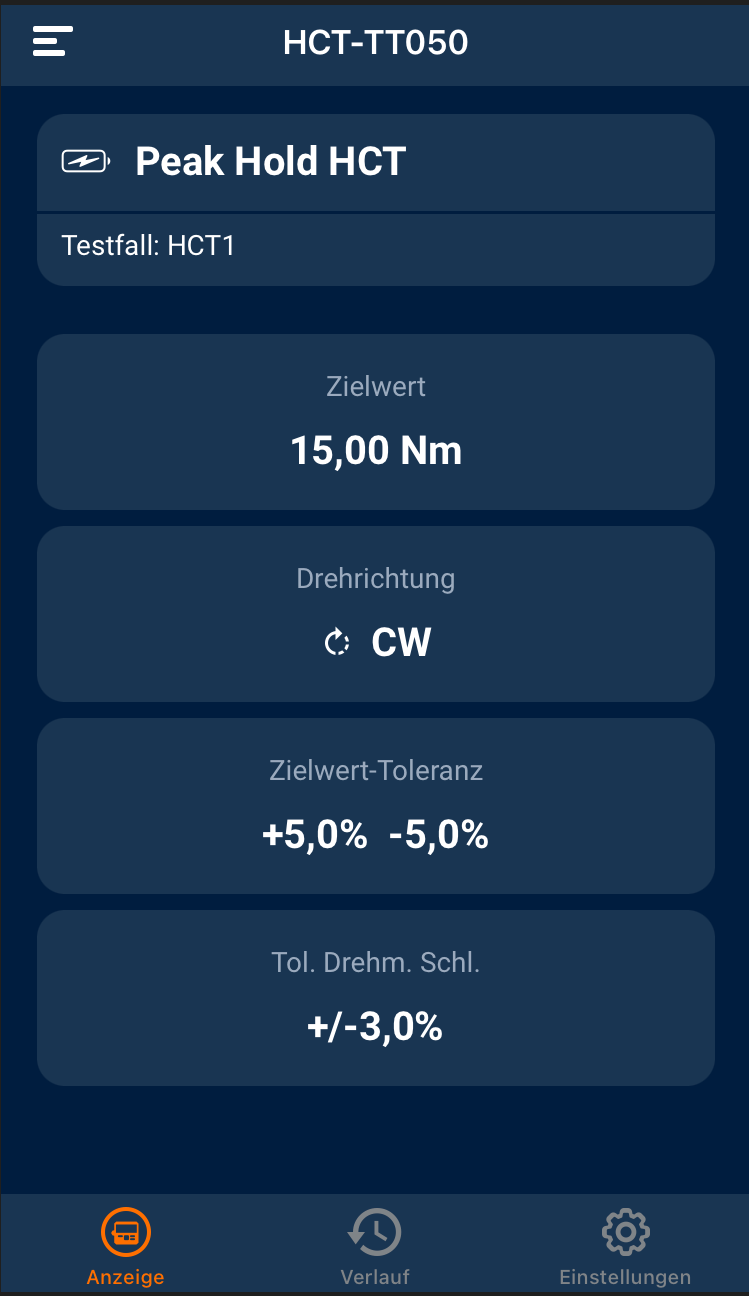 HCT-TT050
Peak Hold HCT
Testfall: HCT1
Zielwert
15,00 Nm
Drehrichtung
CW
Zielwert-Toleranz
+5,0% -5,0%
Tol. Drehm. Schl.
+/-3,0%
Anzeige Verlauf Einstellungen